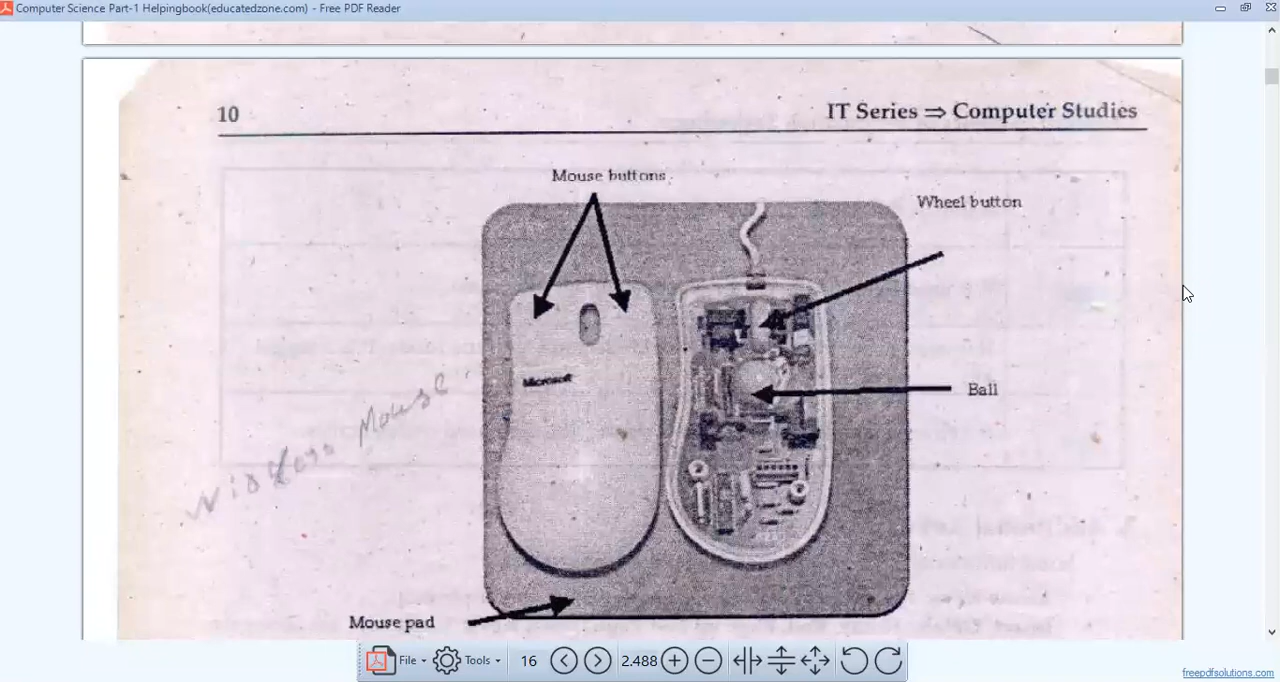 Computer Science Part-1 Helpingbook(educatedzone.com) - Free PDF Reader
10
IT Series ⇒ Computer Studies
Mouse buttons
Wheel button
Microsoft
Ball
Mouse
Mouse pad
File
Tools
16
2.488
freepdfsolutions.com